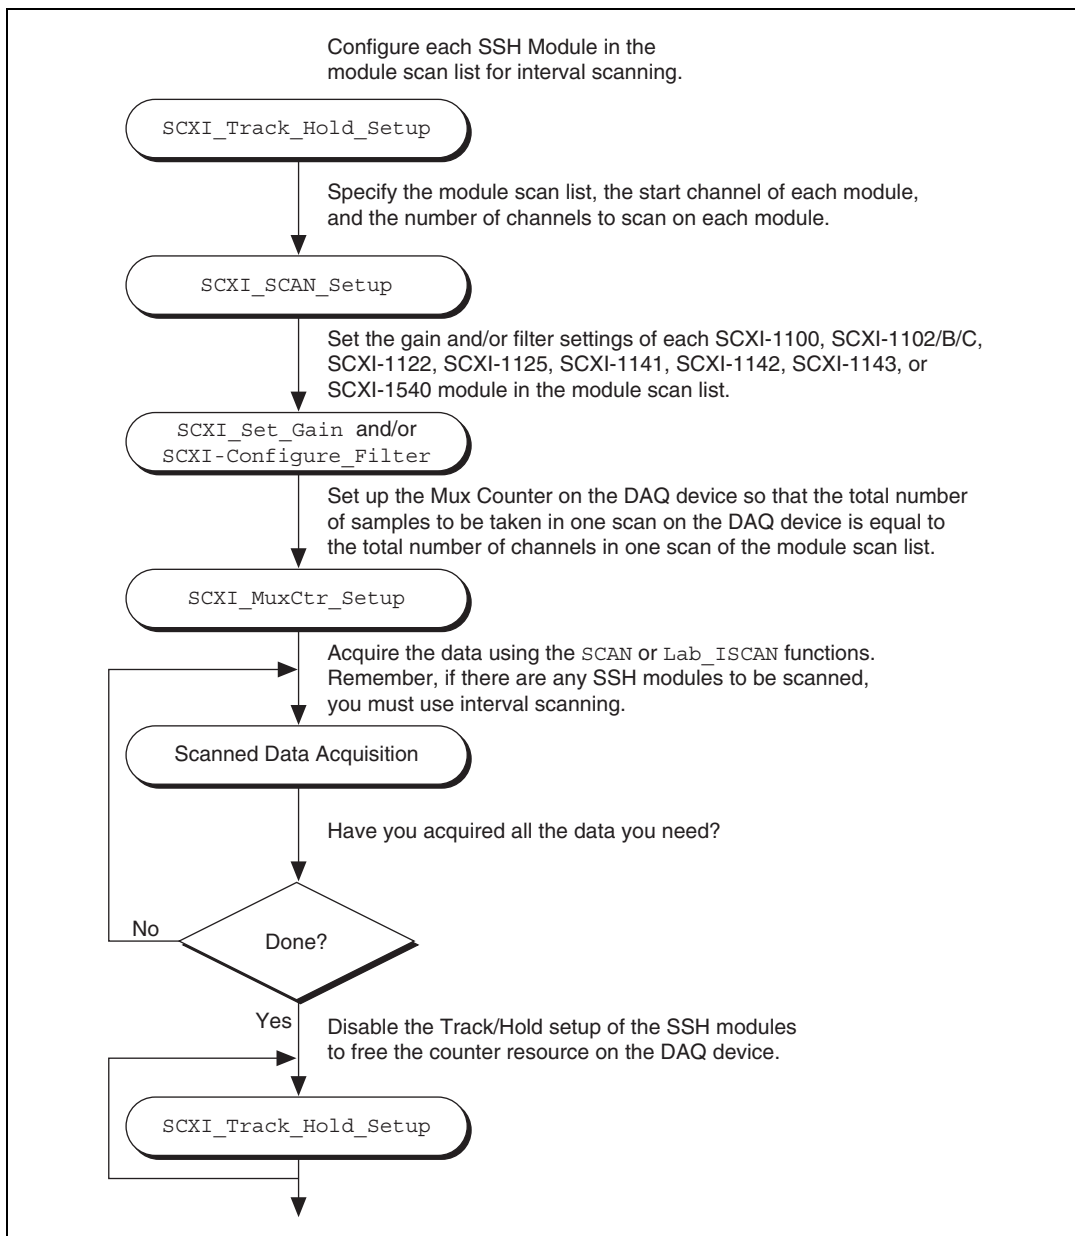 Configure each SSH Module in the
module scan list for interval scanning.
SCXI_Track_Hold_Setup
Specify the module scan list, the start channel of each module,
and the number of channels to scan on each module.
SCXI_SCAN_Setup
Set the gain and/or filter settings of each SCXI-1100, SCXI-1102/B/C,
SCXI-1122, SCXI-1125, SCXI-1141, SCXI-1142, SCXI-1143, or
SCXI-1540 module in the module scan list.
SCXI_Set_Gain and/or
SCXI-Configure_Filter
Set up the Mux Counter on the DAQ device so that the total number
of samples to be taken in one scan on the DAQ device is equal to
the total number of channels in one scan of the module scan list.
SCXI_MuxCtr_Setup
Acquire the data using the SCAN or Lab_ISCAN functions.
Remember, if there are any SSH modules to be scanned,
you must use interval scanning.
Scanned Data Acquisition
Have you acquired all the data you need?
No
Done?
Yes
Disable the Track/Hold setup of the SSH modules
to free the counter resource on the DAQ device.
SCXI_Track_Hold_Setup